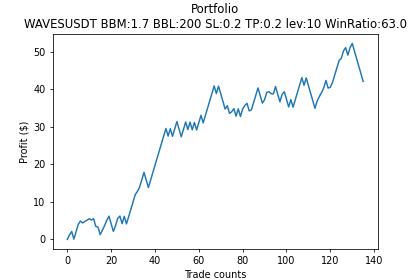 Portfolio
WAVESUSDT BBM:1.7 BBL:200 SL:0.2 TP:0.2 lev:10 WinRatio:63.0
Profit ($)
50
40
30
20
10
0
0 20 40 60 80 100 120 140
Trade counts